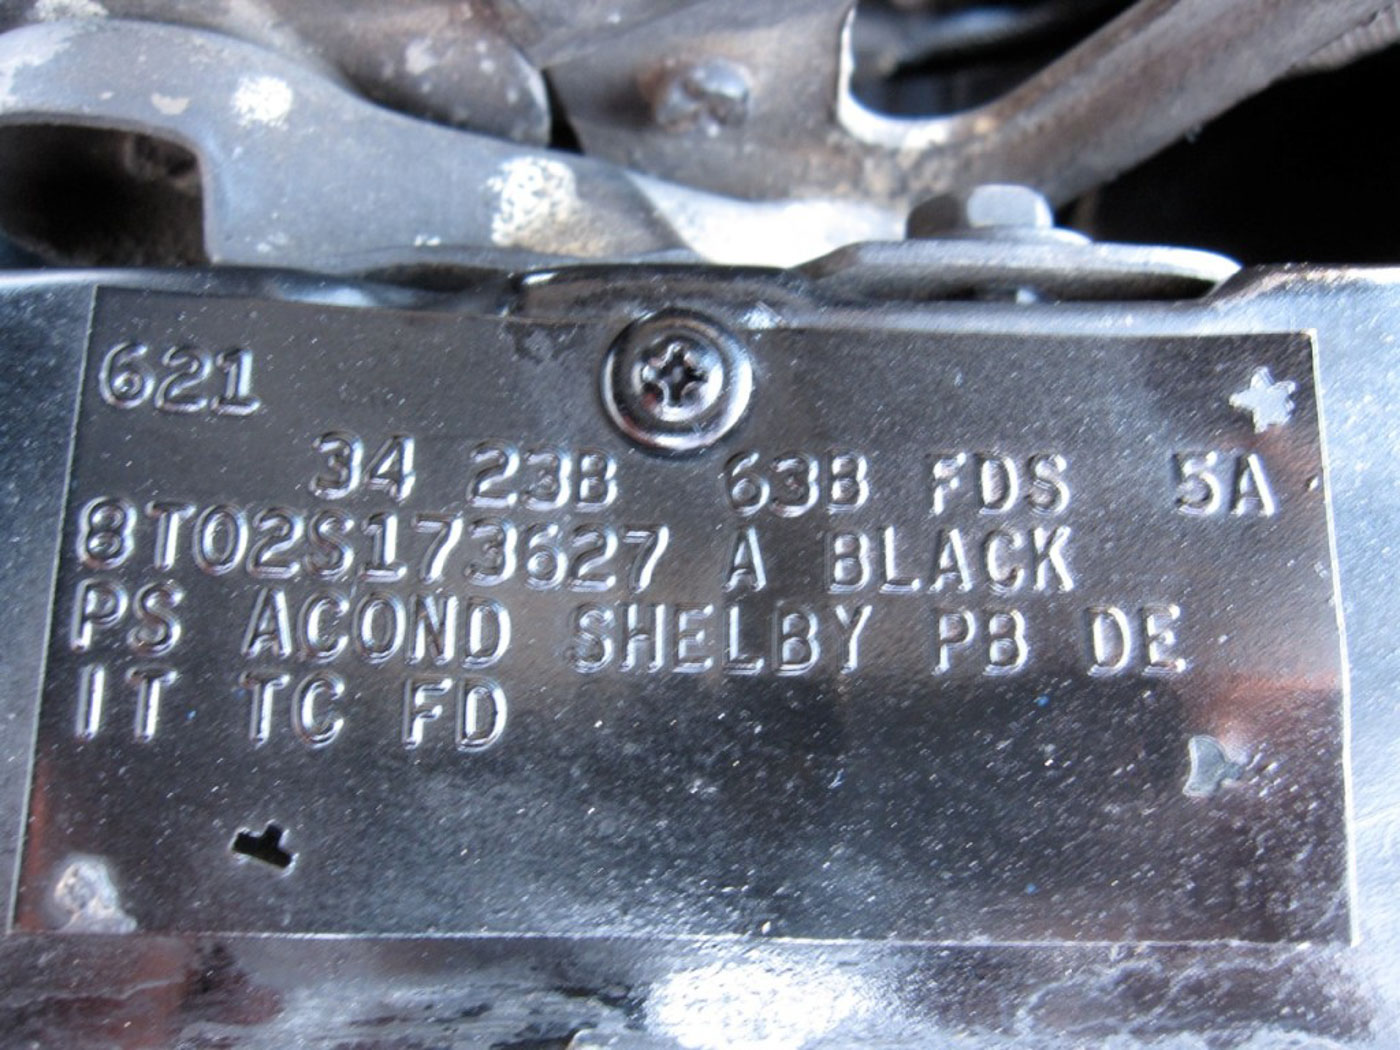 621
34 23B 63B FDS 5A
8T02S173627 A BLACK
PS ACOND SHELBY PB DE
IT TC FD